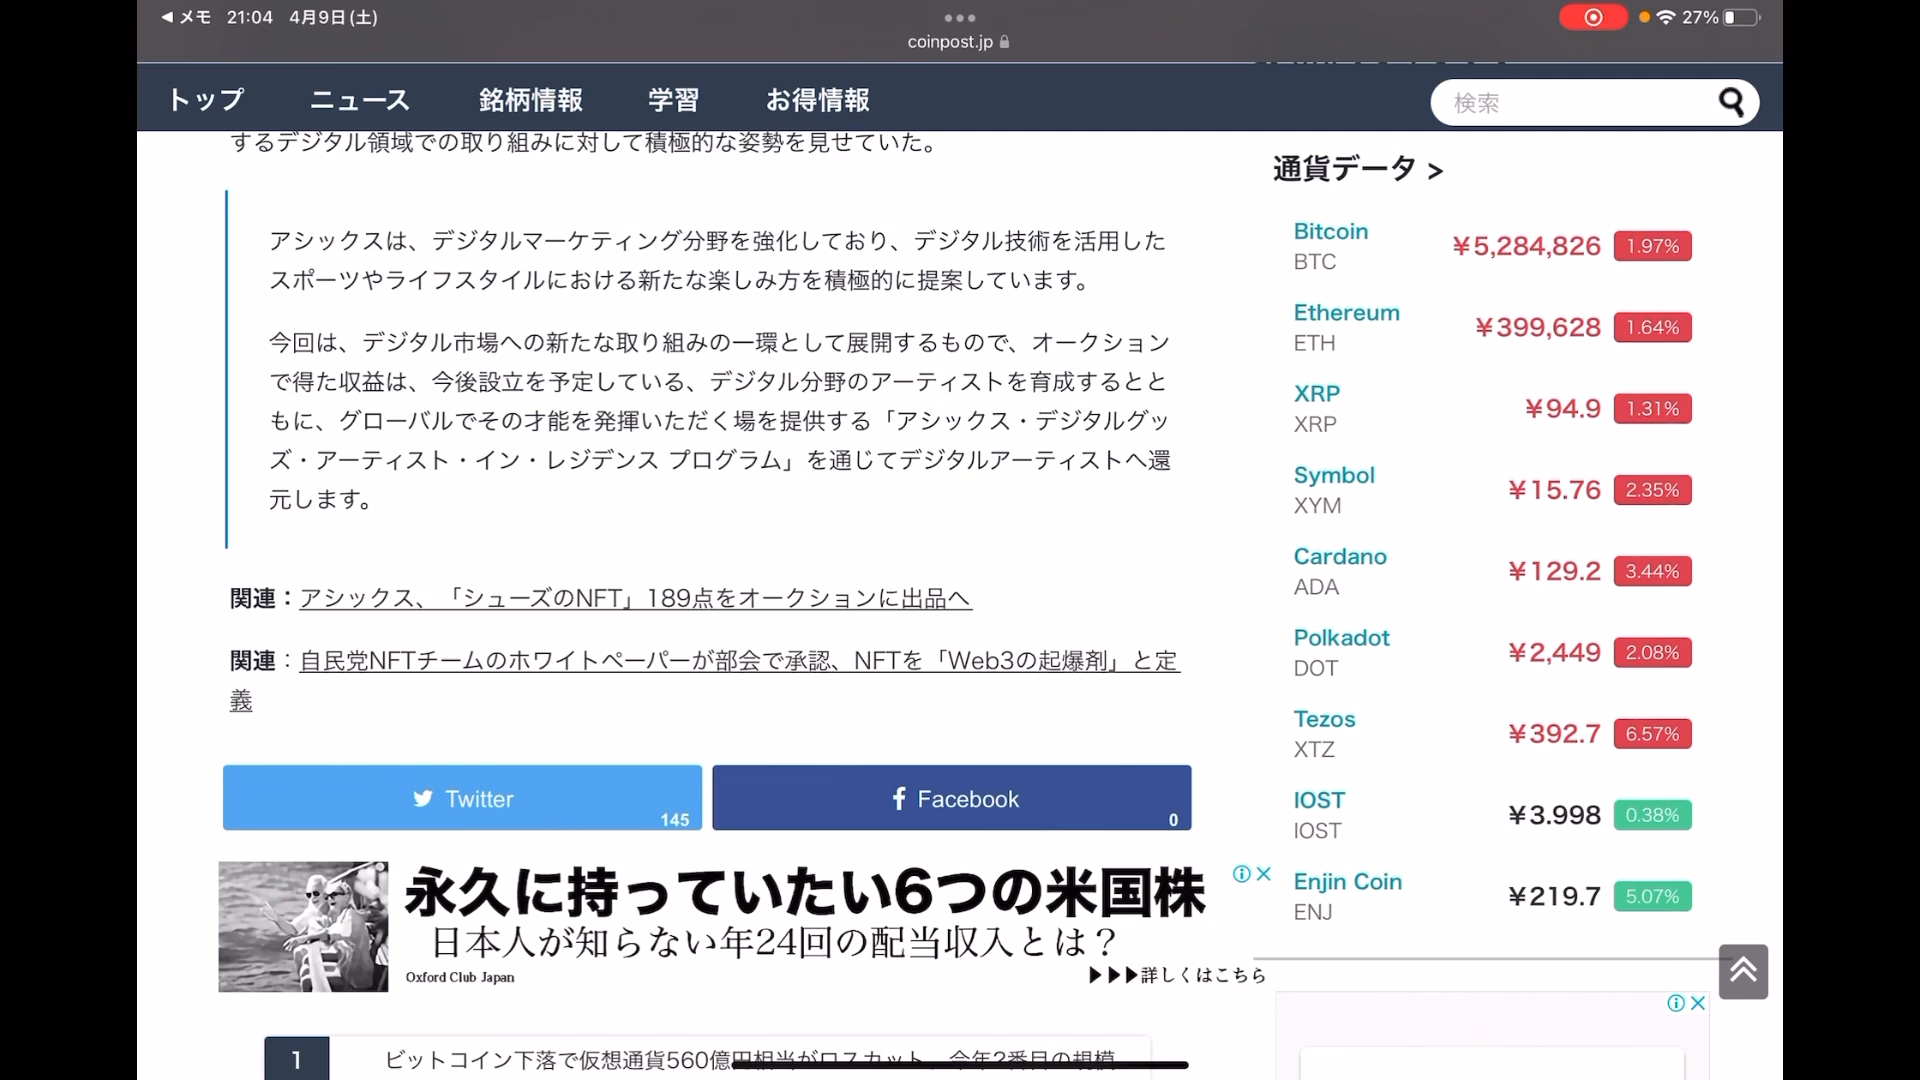 メモ 21:04 4月9日(土)
27%
coinpost.jp
トップ ニュース 銘柄情報 学習 お得情報
検索
するデジタル領域での取り組みに対して積極的な姿勢を見せていた。
アシックスは、デジタルマーケティング分野を強化しており、デジタル技術を活用した
スポーツやライフスタイルにおける新たな楽しみ方を積極的に提案しています。
今回は、デジタル市場への新たな取り組みの一環として展開するもので、オークション
で得た収益は、今後設立を予定している、デジタル分野のアーティストを育成するとと
もに、グローバルでその才能を発揮いただく場を提供する「アシックス・デジタルグッ
ズ・アーティスト・イン・レジデンス プログラム」を通じてデジタルアーティストへ還
元します。
関連：アシックス、「シューズのNFT」189点をオークションに出品へ
関連：自民党NFTチームのホワイトペーパーが部会で承認、NFTを「Web3の起爆剤」と定
義
Twitter
145
Facebook
0
永久に持っていたい6つの米国株
日本人が知らない年24回の配当収入とは？
Oxford Club Japan
▶▶▶詳しくはこちら
1
ビットコイン下落で仮想通貨560億円相当がロスカット、今年2番目の規模
通貨データ >
Bitcoin
BTC
¥5,284,826 1.97%
Ethereum
ETH
¥399,628 1.64%
XRP
XRP
¥94.9 1.31%
Symbol
XYM
¥15.76 2.35%
Cardano
ADA
¥129.2 3.44%
Polkadot
DOT
¥2,449 2.08%
Tezos
XTZ
¥392.7 6.57%
IOST
IOST
¥3.998 0.38%
Enjin Coin
ENJ
¥219.7 5.07%